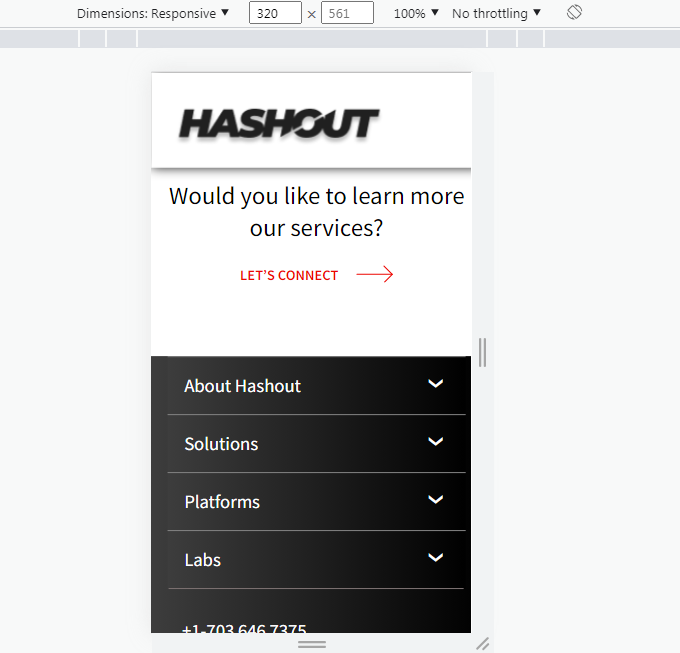 Dimensions: Responsive ▼ 320 × 561 100% ▼ No throttling ▼
HASHOUT
Would you like to learn more
our services?
LET'S CONNECT
About Hashout
Solutions
Platforms
Labs
+1-703 646 7375